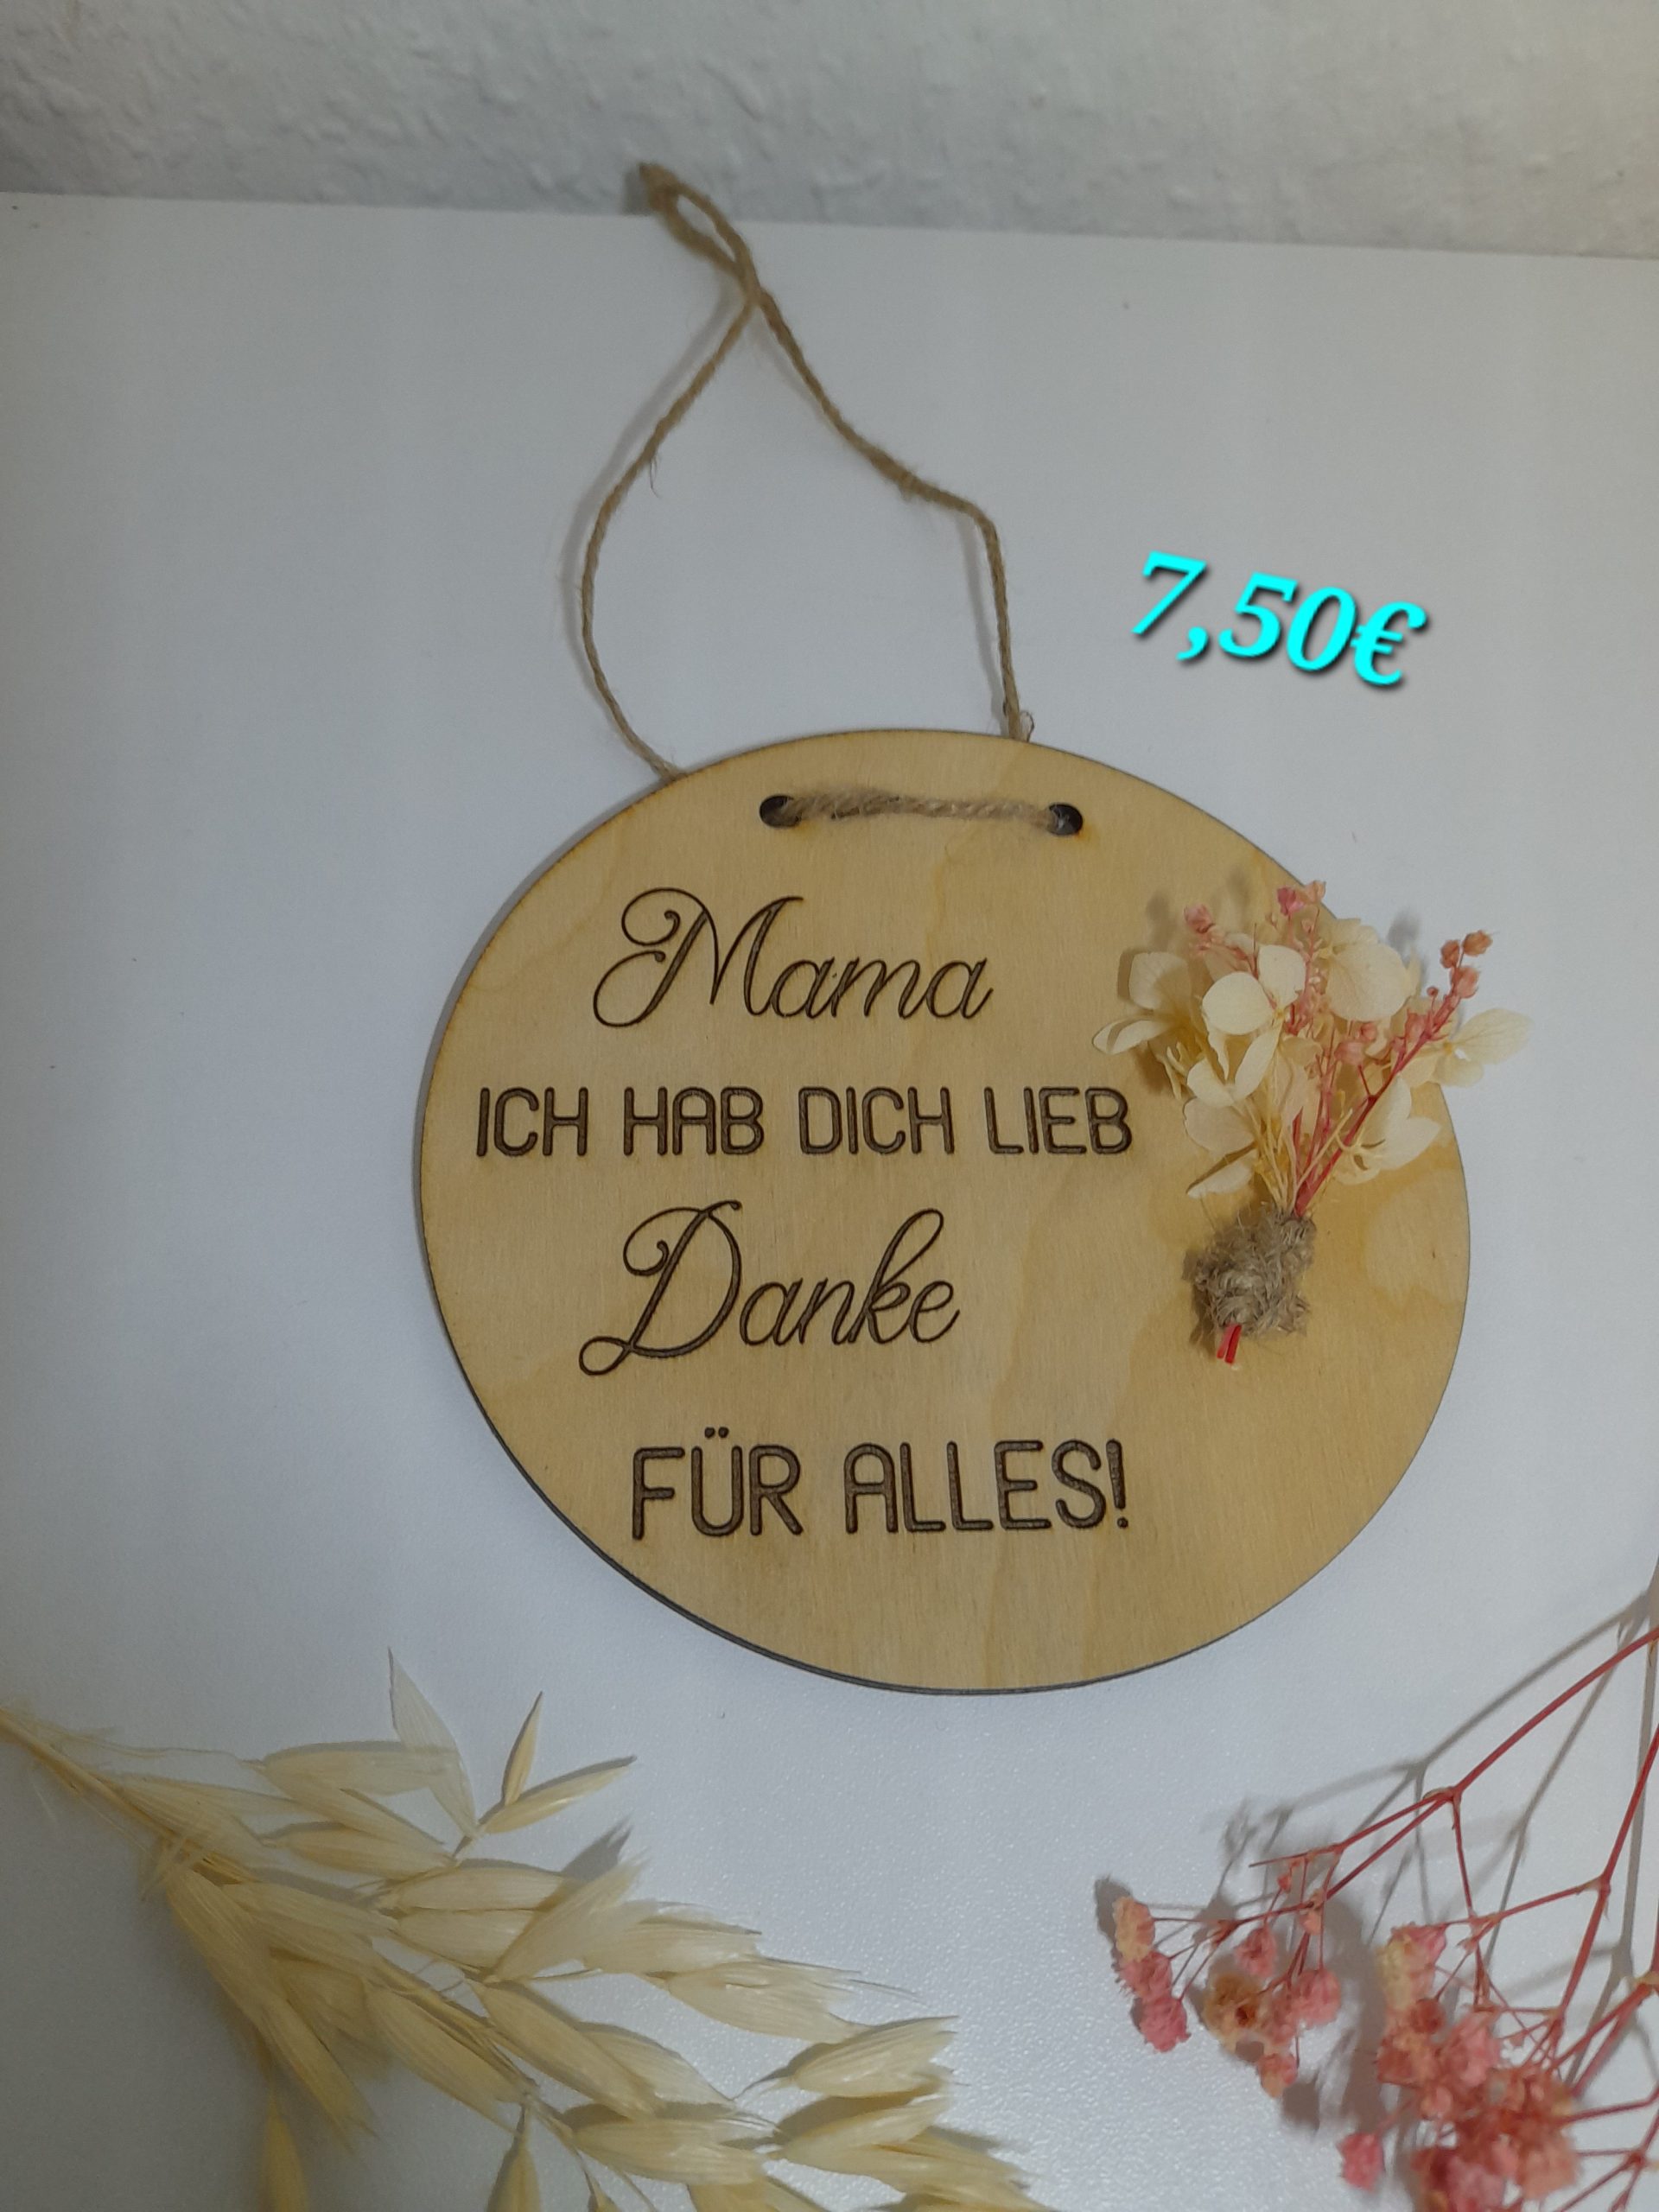 7,50€
Mama
ICH HAB DICH LIEB
Danke
FÜR ALLES!